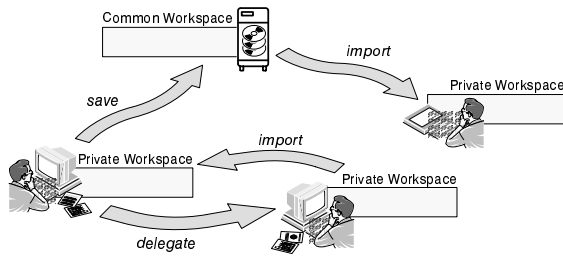 Common Workspace
import
Private Workspace
save
import
Private Workspace
Private Workspace
delegate